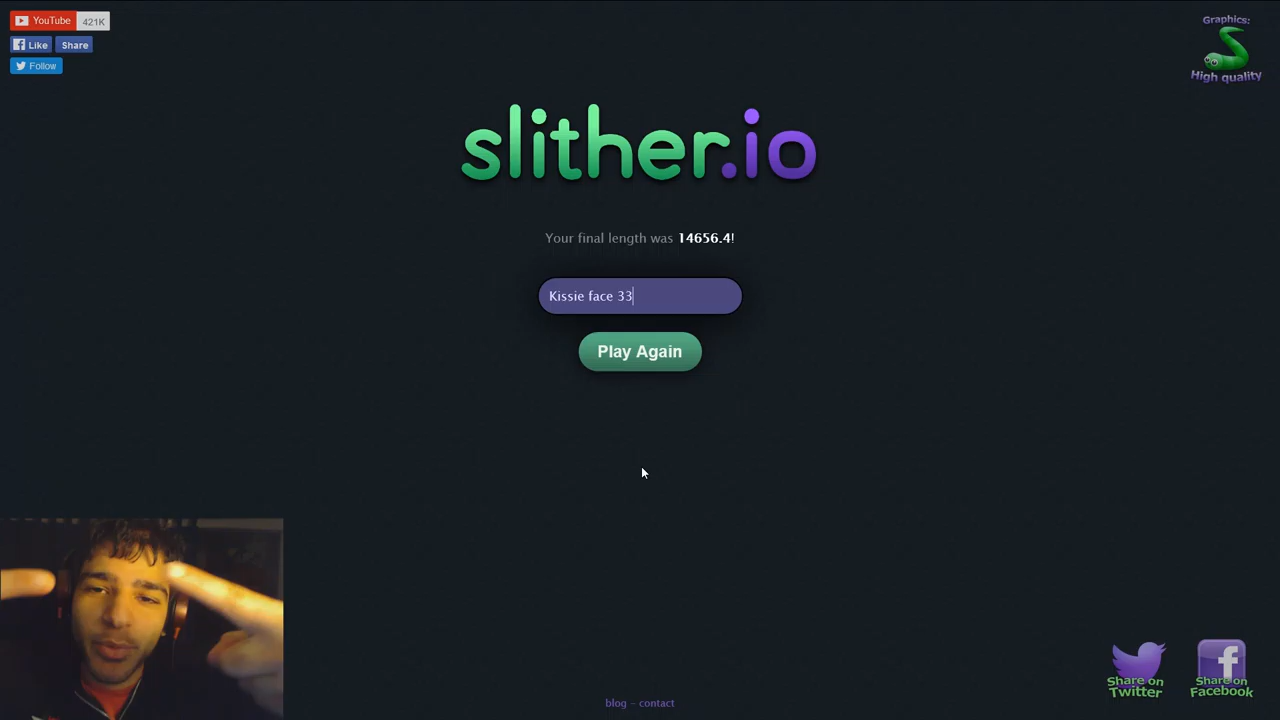 YouTube 421K
Like Share
Follow
Graphics:
High quality
slither.io
Your final length was 14656.4!
Kissie face 33
Play Again
Share on
Twitter
Share on
Facebook
blog – contact